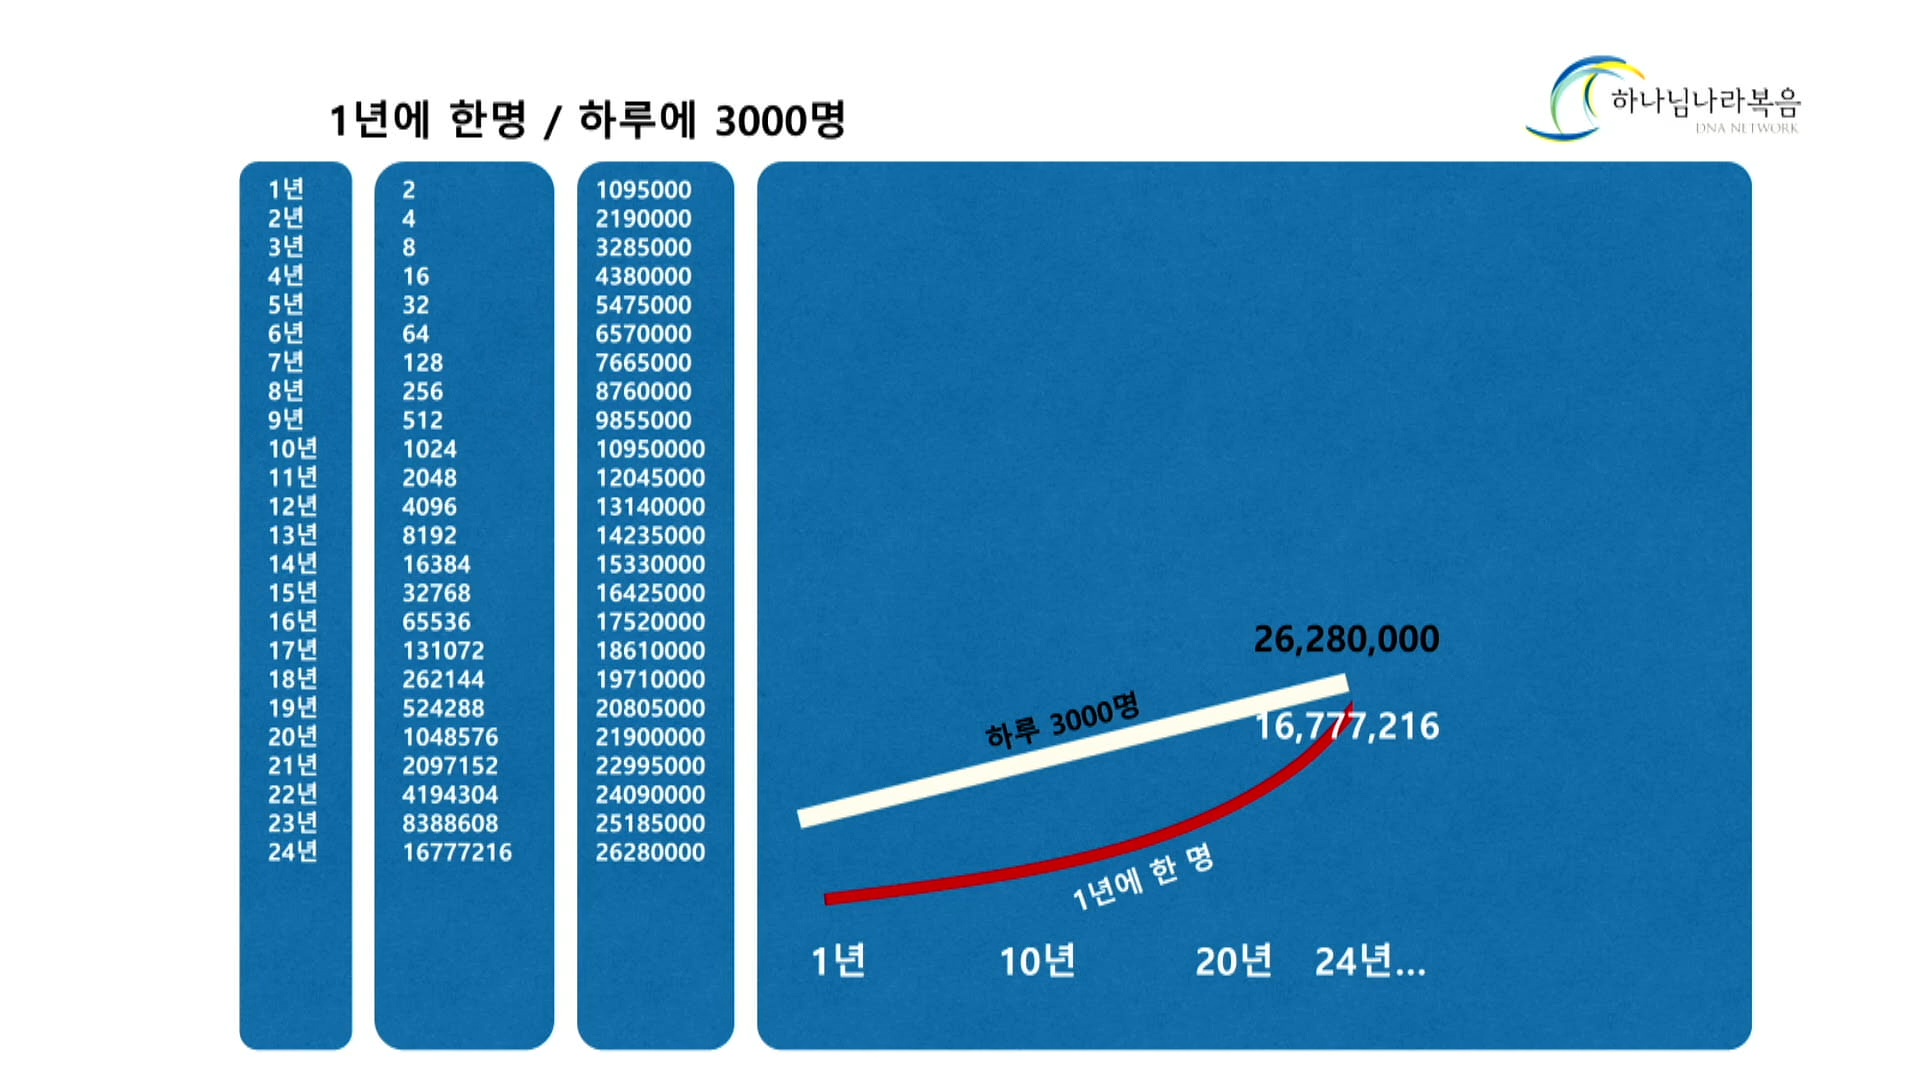 1년에 한명 / 하루에 3000명
하나님나라복음
DNA NETWORK
1년 2 1095000
2년 4 2190000
3년 8 3285000
4년 16 4380000
5년 32 5475000
6년 64 6570000
7년 128 7665000
8년 256 8760000
9년 512 9855000
10년 1024 10950000
11년 2048 12045000
12년 4096 13140000
13년 8192 14235000
14년 16384 15330000
15년 32768 16425000
16년 65536 17520000
17년 131072 18610000
18년 262144 19710000
19년 524288 20805000
20년 1048576 21900000
21년 2097152 22995000
22년 4194304 24090000
23년 8388608 25185000
24년 16777216 26280000
26,280,000
하루 3000명
16,777,216
1년에 한 명
1년 10년 20년 24년...